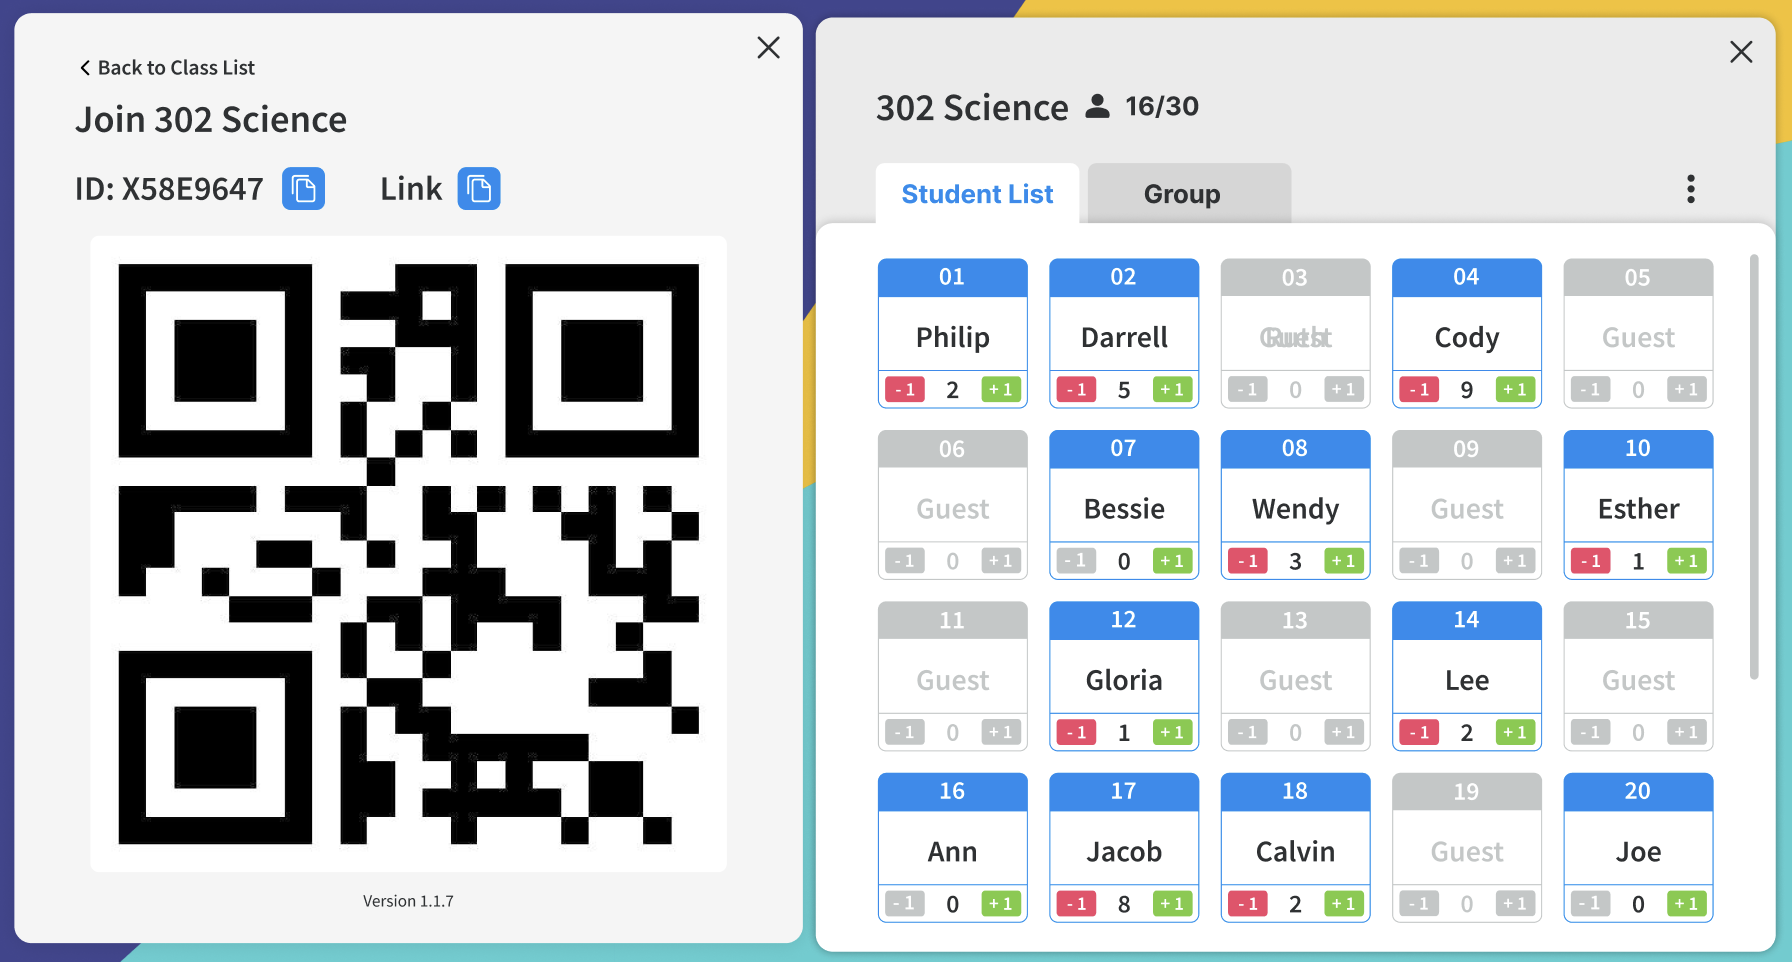 Back to Class List
Join 302 Science
ID: X58E9647 Link
Version 1.1.7
302 Science 16/30
Student List Group
01 02 03 04 05
Philip Darrell Cody Guest
-1 2 +1 -1 5 +1 -1 0 +1 -1 9 +1 -1 0 +1
06 07 08 09 10
Guest Bessie Wendy Guest Esther
-1 0 +1 -1 0 +1 -1 3 +1 -1 0 +1 -1 1 +1
11 12 13 14 15
Guest Gloria Guest Lee Guest
-1 0 +1 -1 1 +1 -1 0 +1 -1 2 +1 -1 0 +1
16 17 18 19 20
Ann Jacob Calvin Guest Joe
-1 0 +1 -1 8 +1 -1 2 +1 -1 0 +1 -1 0 +1